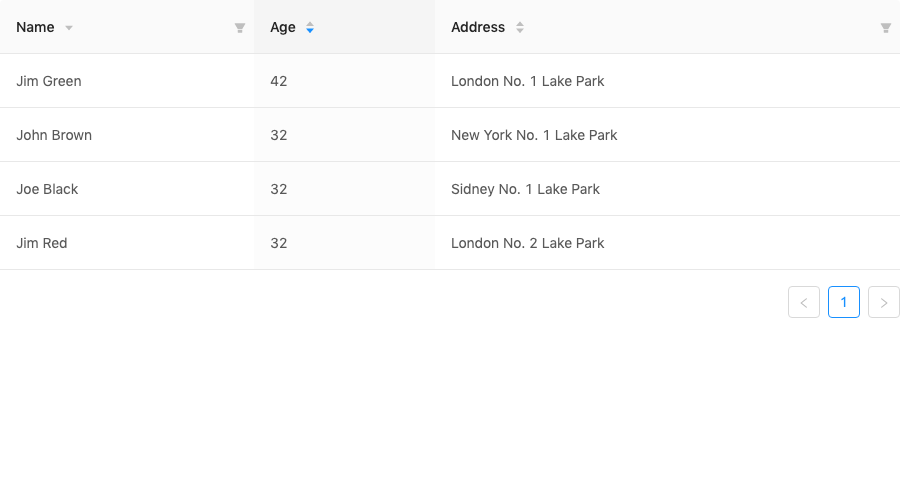 Name Age Address
Jim Green 42 London No. 1 Lake Park
John Brown 32 New York No. 1 Lake Park
Joe Black 32 Sidney No. 1 Lake Park
Jim Red 32 London No. 2 Lake Park
1